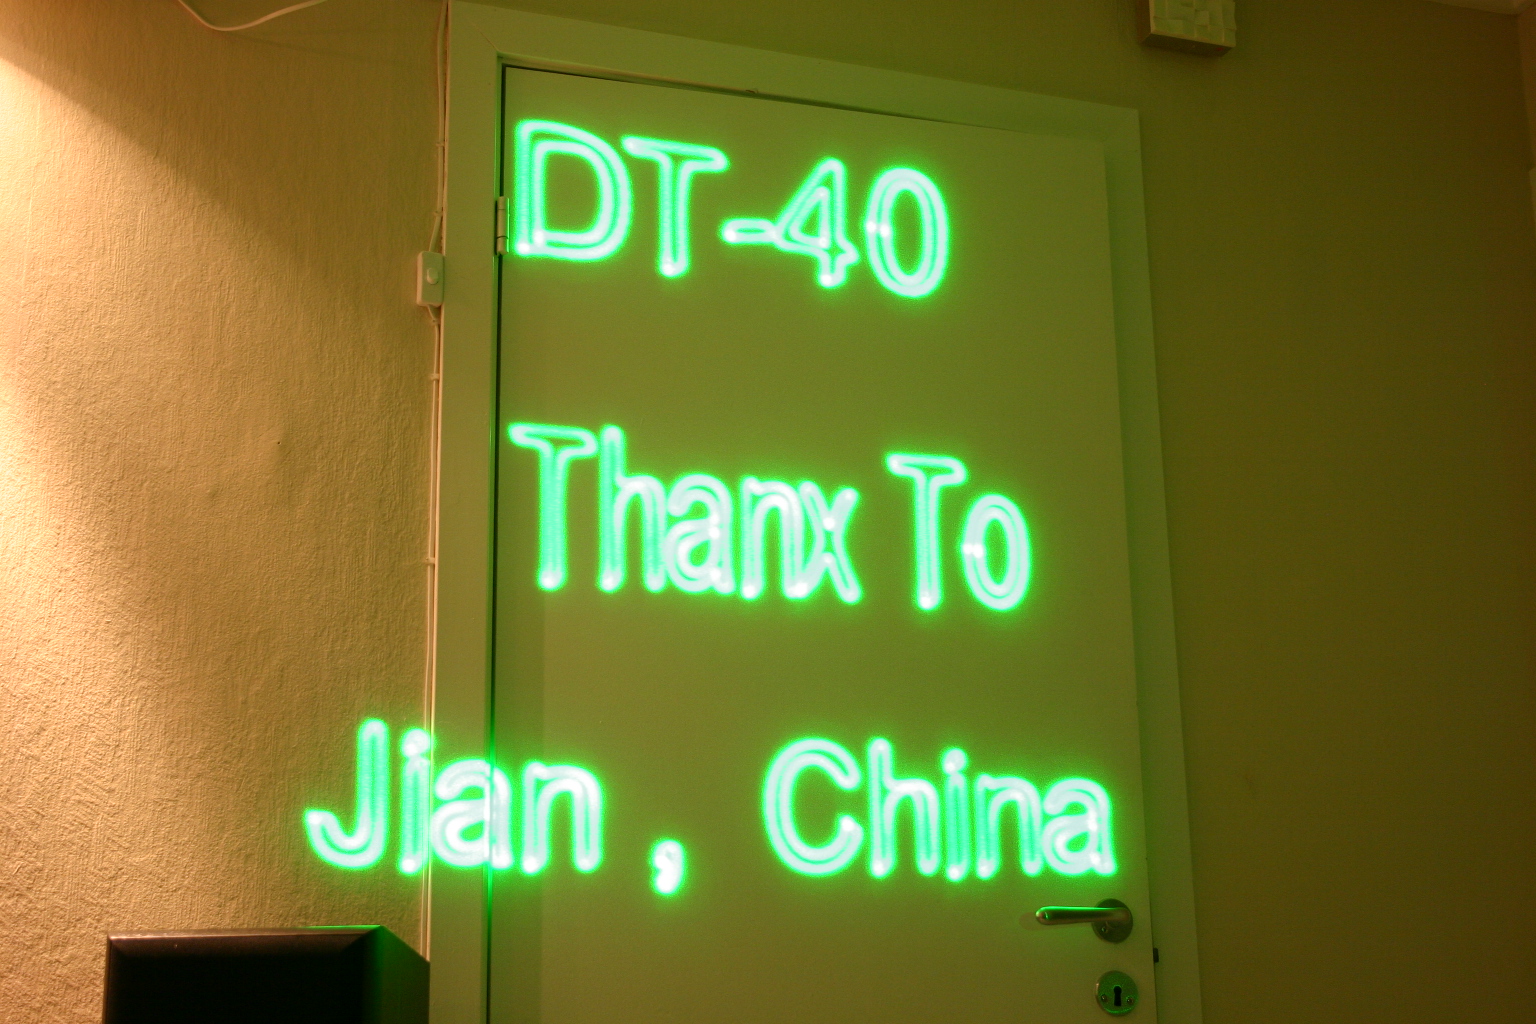 DT-40
Thanx To
Jian , China